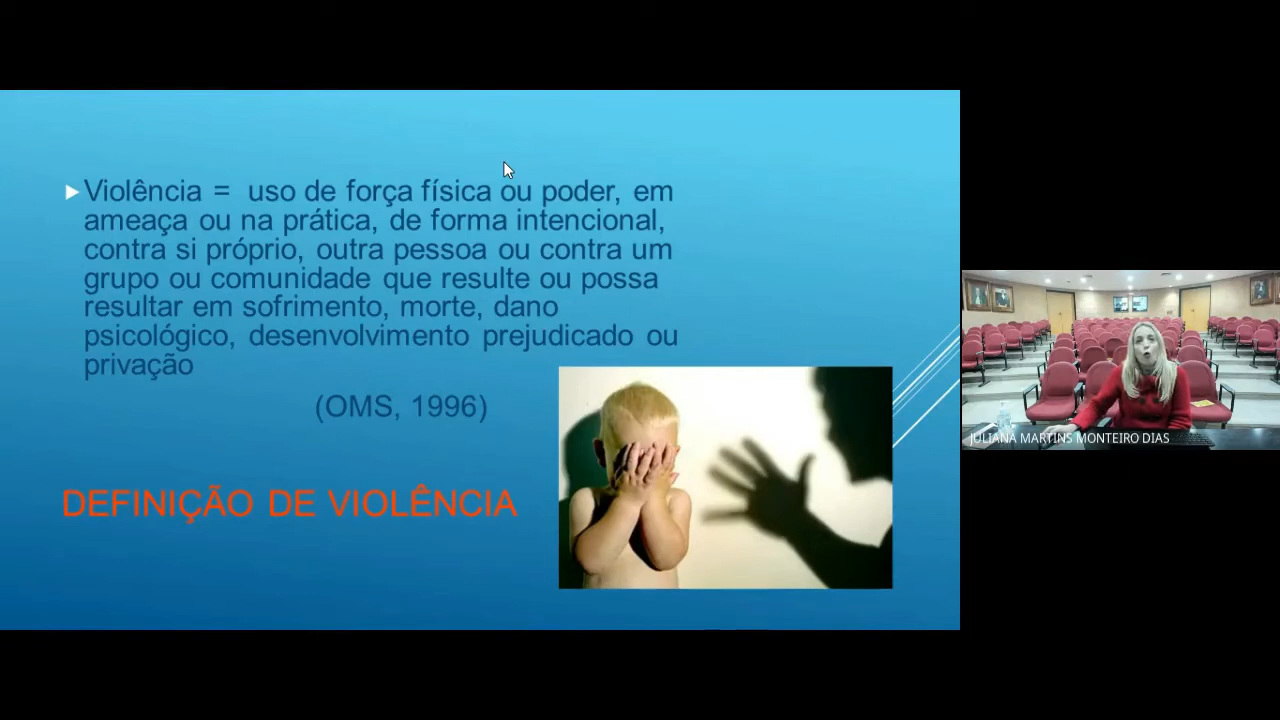 Violência = uso de força física ou poder, em
ameaça ou na prática, de forma intencional,
contra si próprio, outra pessoa ou contra um
grupo ou comunidade que resulte ou possa
resultar em sofrimento, morte, dano
psicológico, desenvolvimento prejudicado ou
privação
(OMS, 1996)
DEFINIÇÃO DE VIOLÊNCIA
JULIANA MARTINS MONTEIRO DIAS